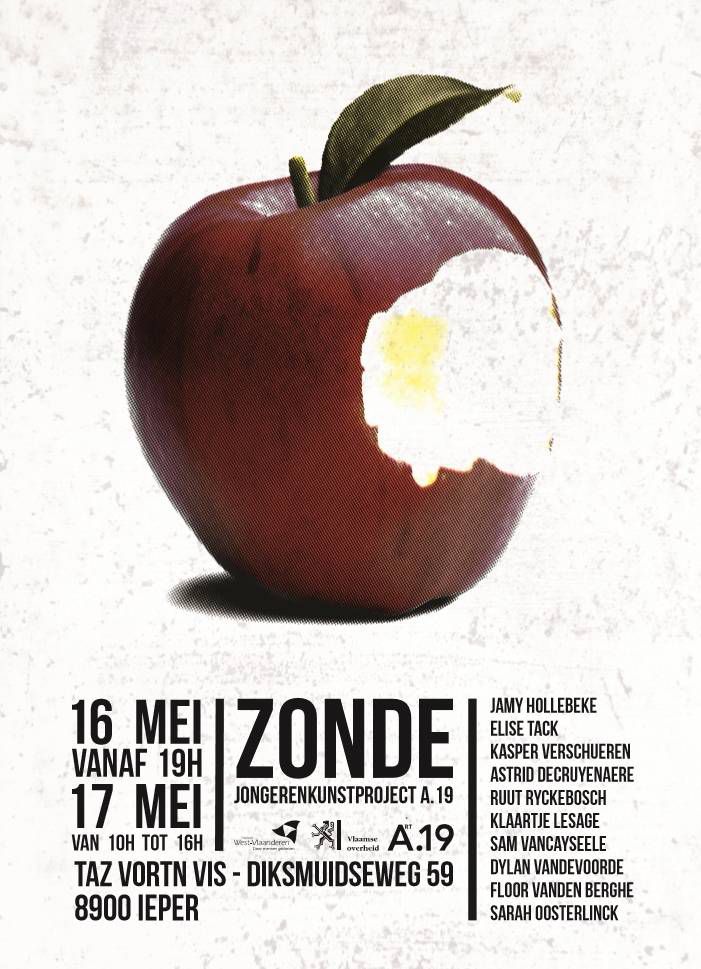 16 MEI
VANAF 19H
17 MEI
VAN 10H TOT 16H
ZONDE
JONGERENKUNSTPROJECT A.19
West-Vlaanderen
Vlaamse
overheid
ART
A.19
TAZ VORTN VIS - DIKSMUIDSEWEG 59
8900 IEPER
JAMY HOLLEBEKE
ELISE TACK
KASPER VERSCHUEREN
ASTRID DECRUYENAERE
RUUT RYCKEBOSCH
KLAARTJE LESAGE
SAM VANCAYSEELE
DYLAN VANDEVOORDE
FLOOR VANDEN BERGHE
SARAH OOSTERLINCK